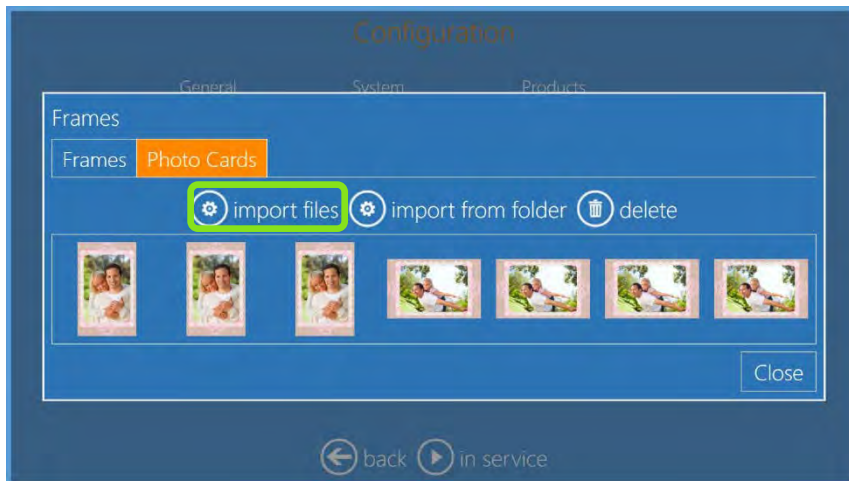 Configuration
General System Products
Frames
Frames Photo Cards
import files import from folder delete
Close
back in service